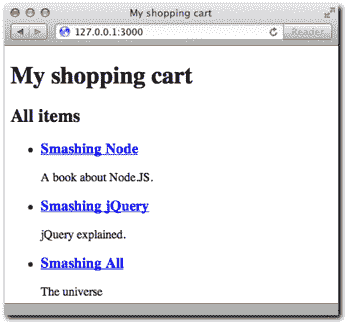 My shopping cart
127.0.0.1:3000
Reader
My shopping cart
All items
Smashing Node
A book about Node.JS.
Smashing jQuery
jQuery explained.
Smashing All
The universe